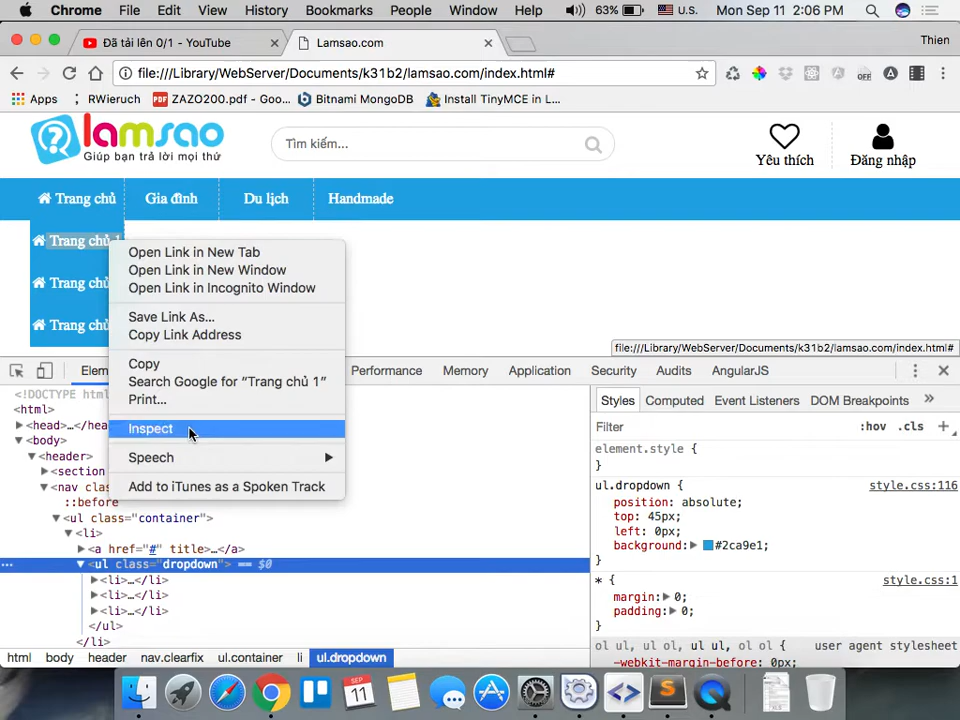 Chrome File Edit View History Bookmarks People Window Help 63% U.S. Mon Sep 11 2:06 PM
Đã tải lên 0/1 - YouTube Lamsao.com Thien
file:///Library/WebServer/Documents/k31b2/lamsao.com/index.html#
Apps RWieruch ZAZO200.pdf - Goo... Bitnami MongoDB Install TinyMCE in L...
lamsao
Giúp bạn trả lời mọi thứ
Tìm kiếm...
Yêu thích Đăng nhập
Trang chủ Gia đình Du lịch Handmade
Trang chủ 1
Trang chủ
Trang chủ
Open Link in New Tab
Open Link in New Window
Open Link in Incognito Window
Save Link As...
Copy Link Address
Copy
Search Google for “Trang chủ 1”
Print...
Inspect
Speech
Add to iTunes as a Spoken Track
file:///Library/WebServer/Documents/k31b2/lamsao.com/index.html#
Elem Performance Memory Application Security Audits AngularJS
<!DOCTYPE htm
<html>
<head>…</hea
<body>
<header>
<section
<nav cl
::before
<ul class="container">
<li>
<a href="#" title>…</a>
<ul class="dropdown"> == $0
<li>…</li>
<li>…</li>
<li>…</li>
</ul>
</li>
html body header nav.clearfix ul.container li ul.dropdown
Styles Computed Event Listeners DOM Breakpoints »
Filter :hov .cls +
element.style {
}
ul.dropdown { style.css:116
position: absolute;
top: 45px;
left: 0px;
background: #2ca9e1;
}
* { style.css:1
margin: 0;
padding: 0;
}
ol ul, ul ul, ol ol { user agent stylesheet
-webkit-margin-before: 0px;
SEP
11